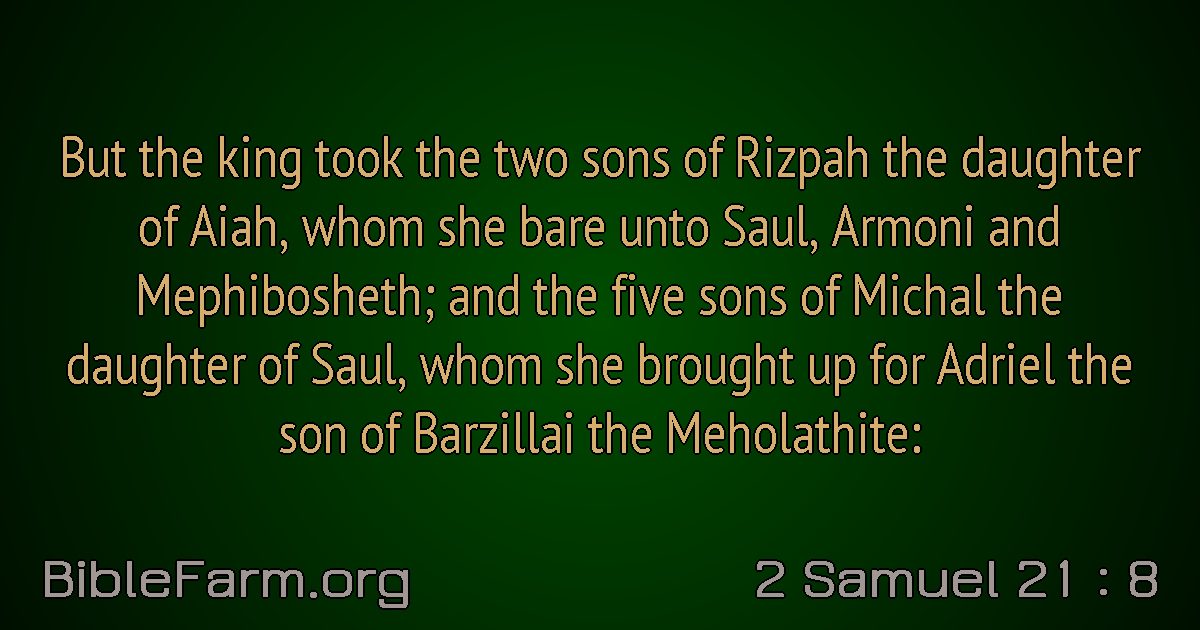 But the king took the two sons of Rizpah the daughter
of Aiah, whom she bare unto Saul, Armoni and
Mephibosheth; and the five sons of Michal the
daughter of Saul, whom she brought up for Adriel the
son of Barzillai the Meholathite:
BibleFarm.org
2 Samuel 21 : 8